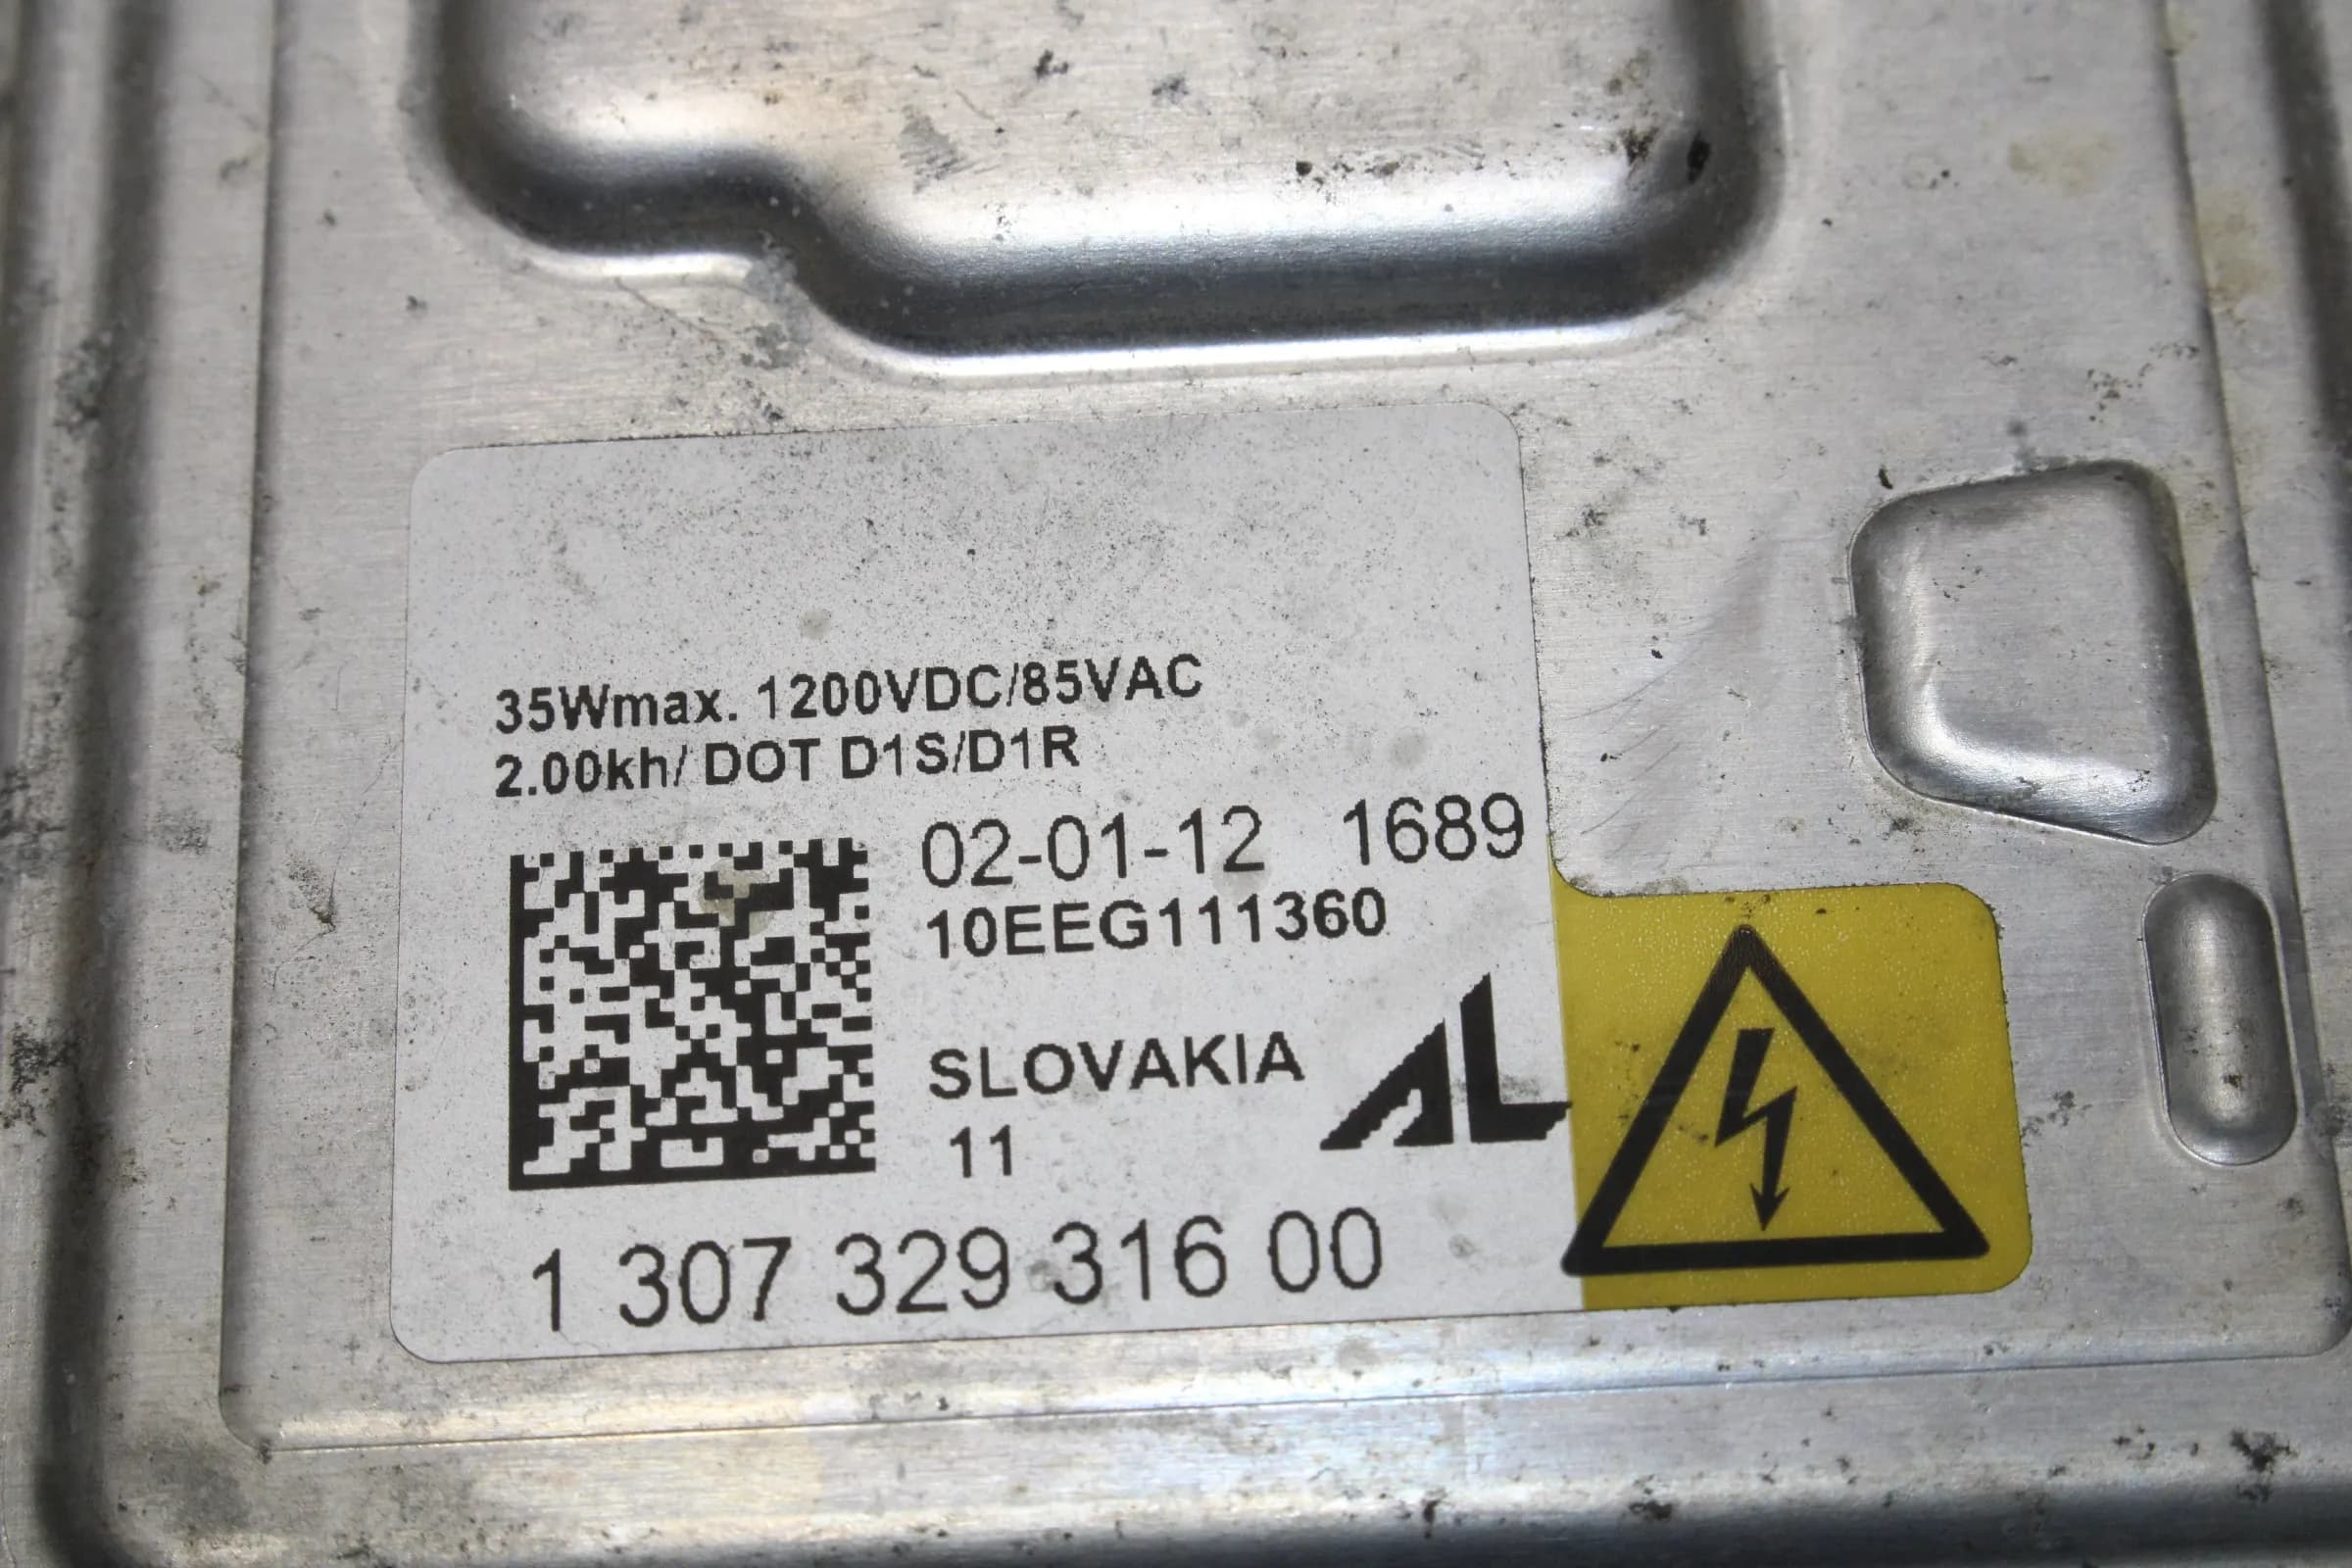 35Wmax. 1200VDC/85VAC
2.00kh/ DOT D1S/D1R
02-01-12 1689
10EEG111360
SLOVAKIA
AL
11
1 307 329 316 00